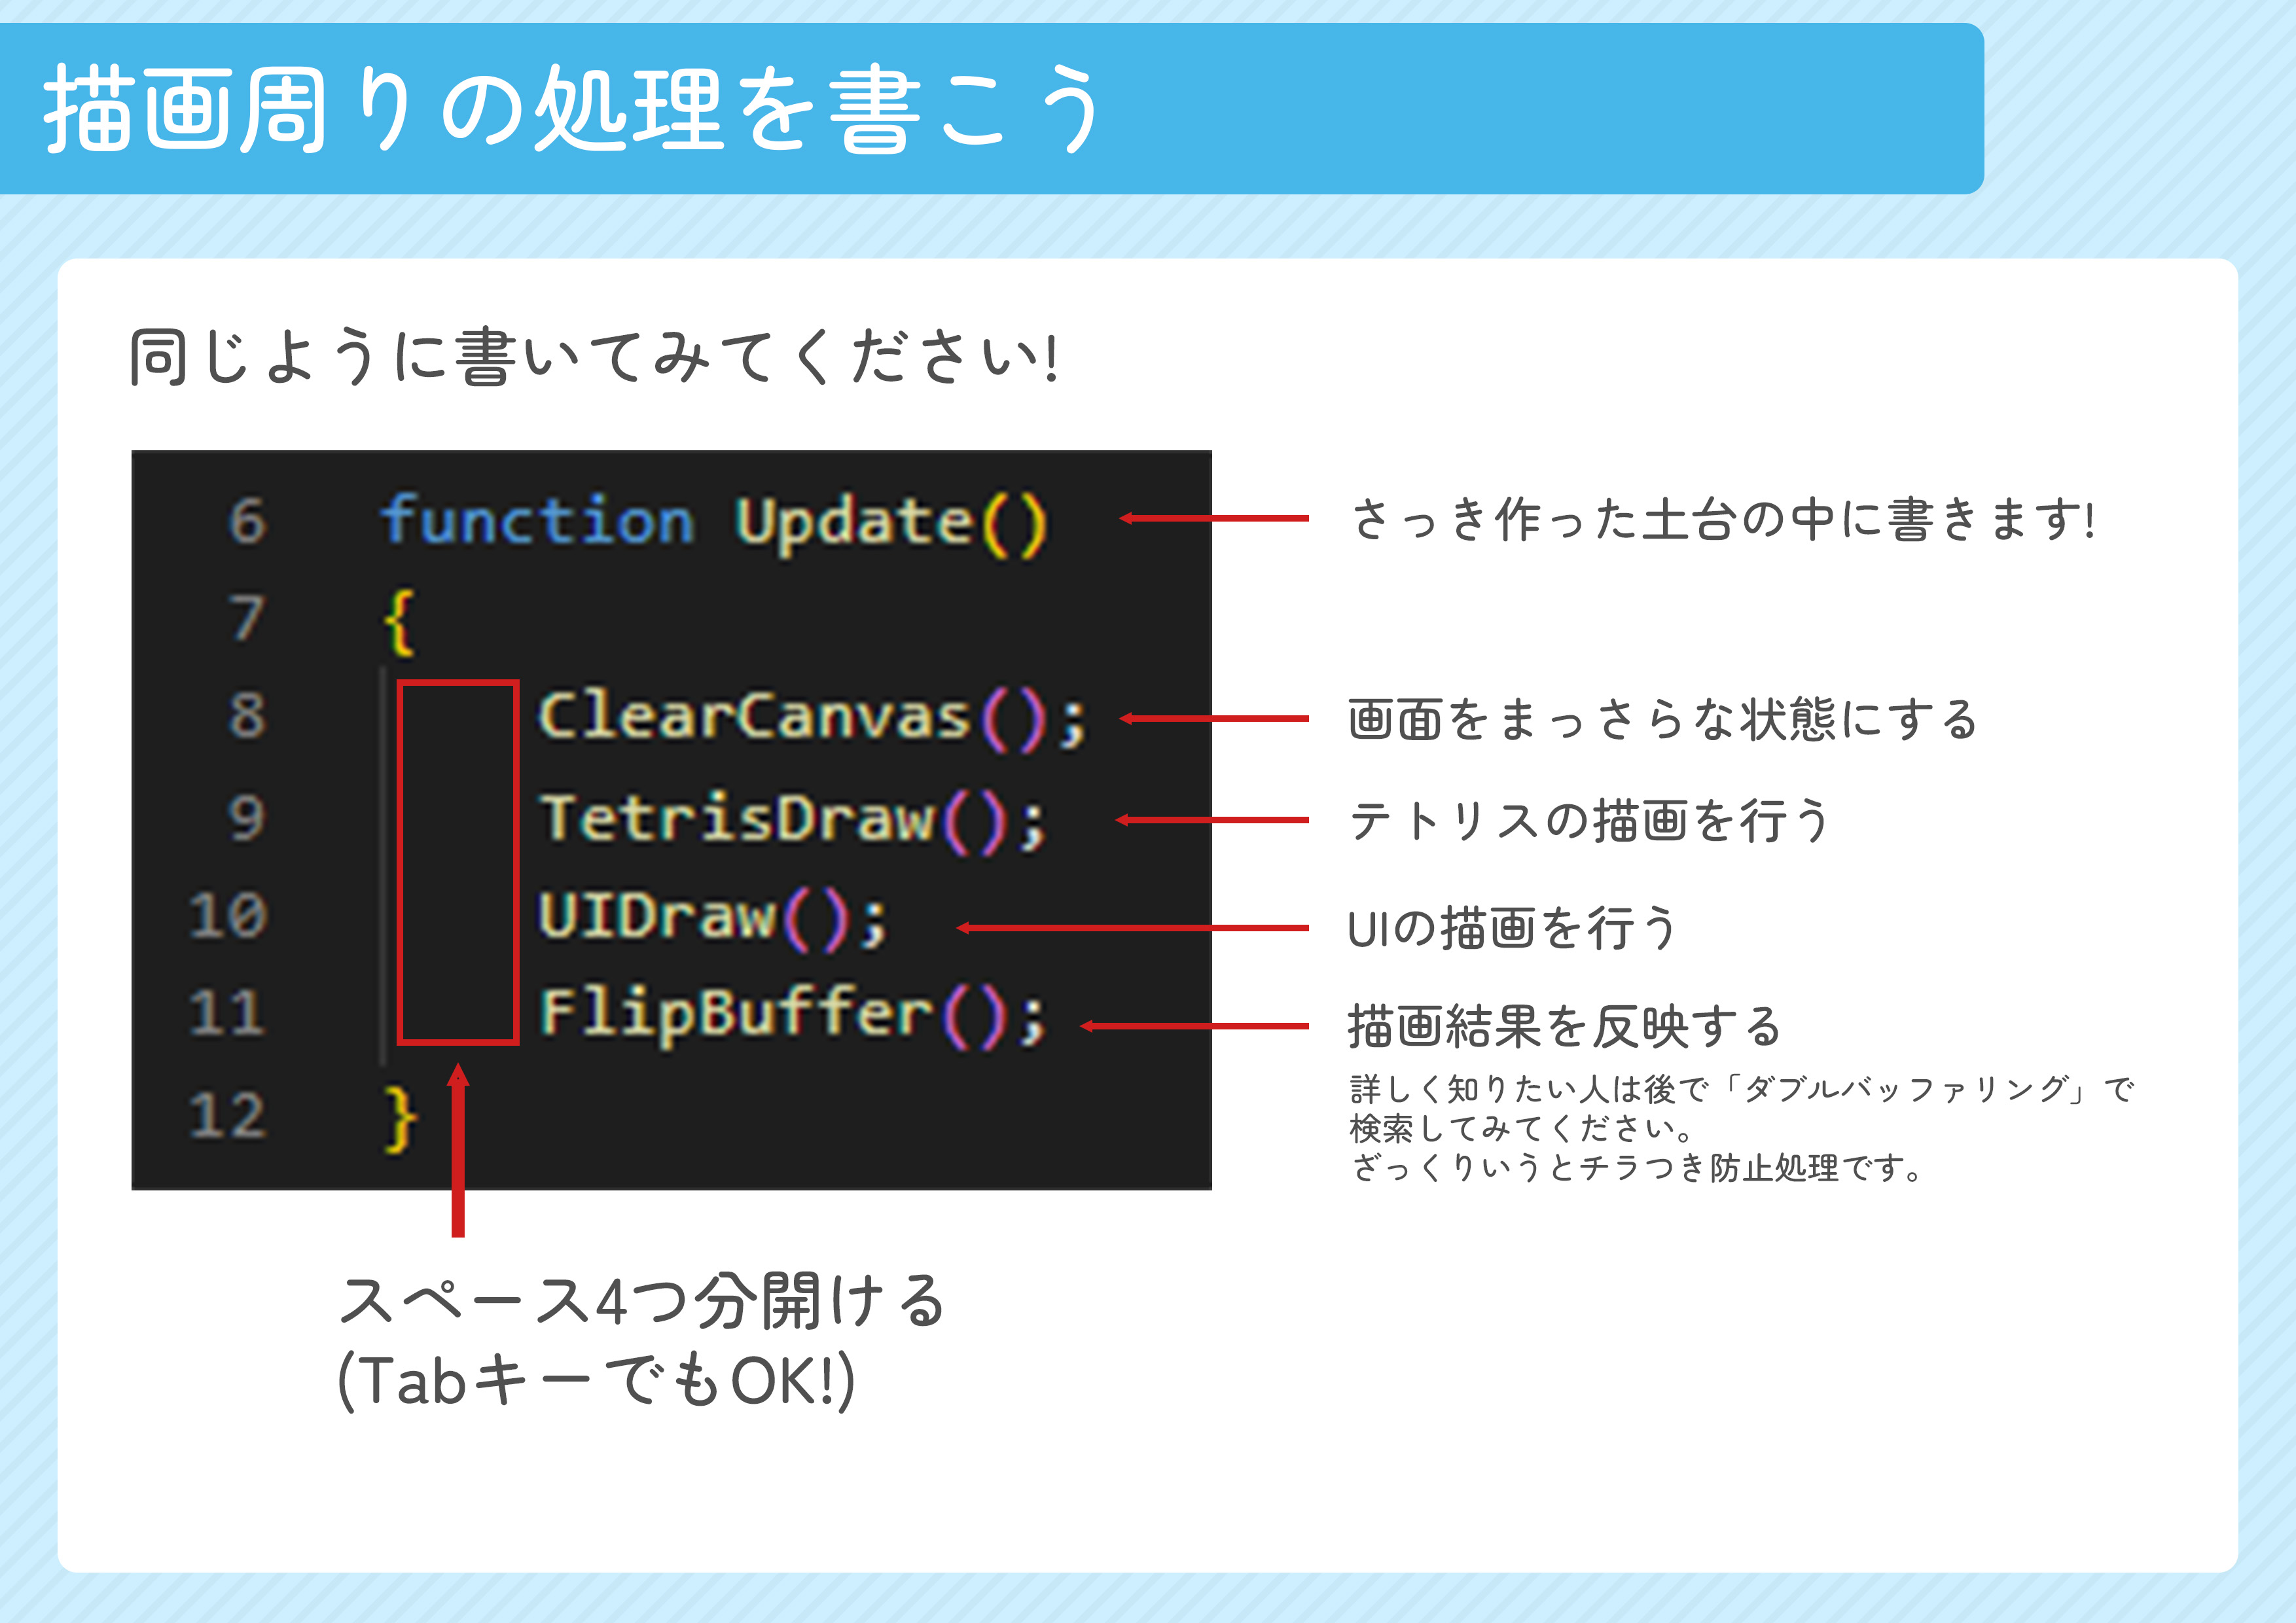 描画周りの処理を書こう
同じように書いてみてください!
6 function Update()
さっき作った土台の中に書きます!
7 {
8 ClearCanvas();
画面をまっさらな状態にする
9 TetrisDraw();
テトリスの描画を行う
10 UIDraw();
UIの描画を行う
11 FlipBuffer();
描画結果を反映する
詳しく知りたい人は後で「ダブルバッファリング」で
検索してみてください。
ざっくりいうとチラつき防止処理です。
12 }
スペース4つ分開ける
(TabキーでもOK!)